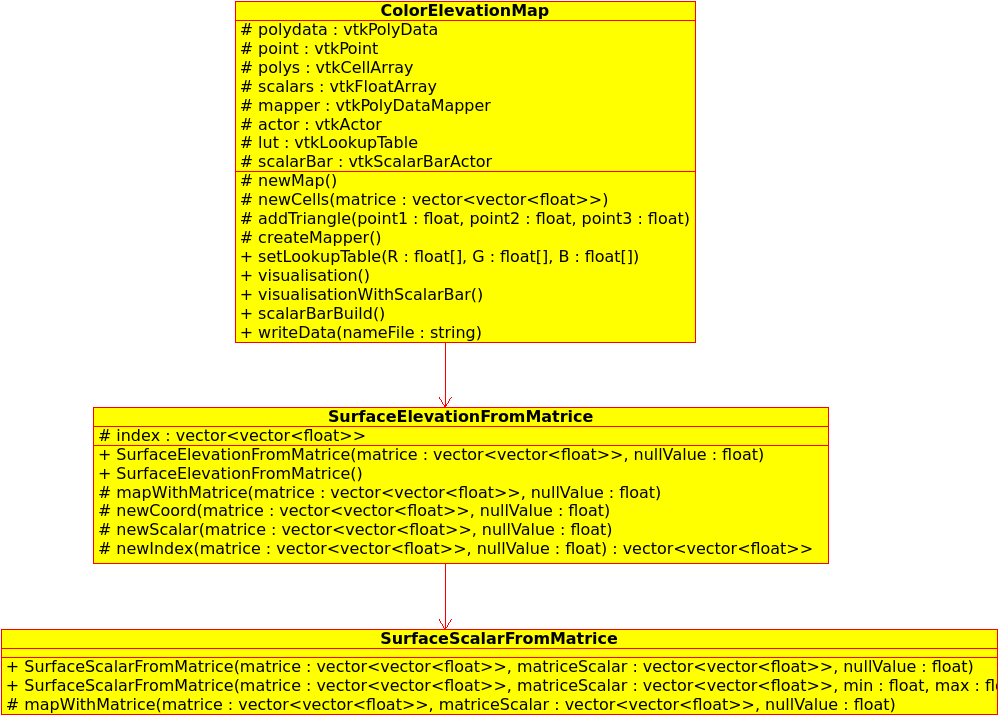 ColorElevationMap
# polydata : vtkPolyData
# point : vtkPoint
# polys : vtkCellArray
# scalars : vtkFloatArray
# mapper : vtkPolyDataMapper
# actor : vtkActor
# lut : vtkLookupTable
# scalarBar : vtkScalarBarActor
# newMap()
# newCells(matrice : vector<vector<float>>)
# addTriangle(point1 : float, point2 : float, point3 : float)
# createMapper()
+ setLookupTable(R : float[], G : float[], B : float[])
+ visualisation()
+ visualisationWithScalarBar()
+ scalarBarBuild()
+ writeData(nameFile : string)
SurfaceElevationFromMatrice
# index : vector<vector<float>>
+ SurfaceElevationFromMatrice(matrice : vector<vector<float>>, nullValue : float)
+ SurfaceElevationFromMatrice()
# mapWithMatrice(matrice : vector<vector<float>>, nullValue : float)
# newCoord(matrice : vector<vector<float>>, nullValue : float)
# newScalar(matrice : vector<vector<float>>, nullValue : float)
# newIndex(matrice : vector<vector<float>>, nullValue : float) : vector<vector<float>>
SurfaceScalarFromMatrice
+ SurfaceScalarFromMatrice(matrice : vector<vector<float>>, matriceScalar : vector<vector<float>>, nullValue : float)
+ SurfaceScalarFromMatrice(matrice : vector<vector<float>>, matriceScalar : vector<vector<float>>, min : float, max :
# mapWithMatrice(matrice : vector<vector<float>>, matriceScalar : vector<vector<float>>, nullValue : float)